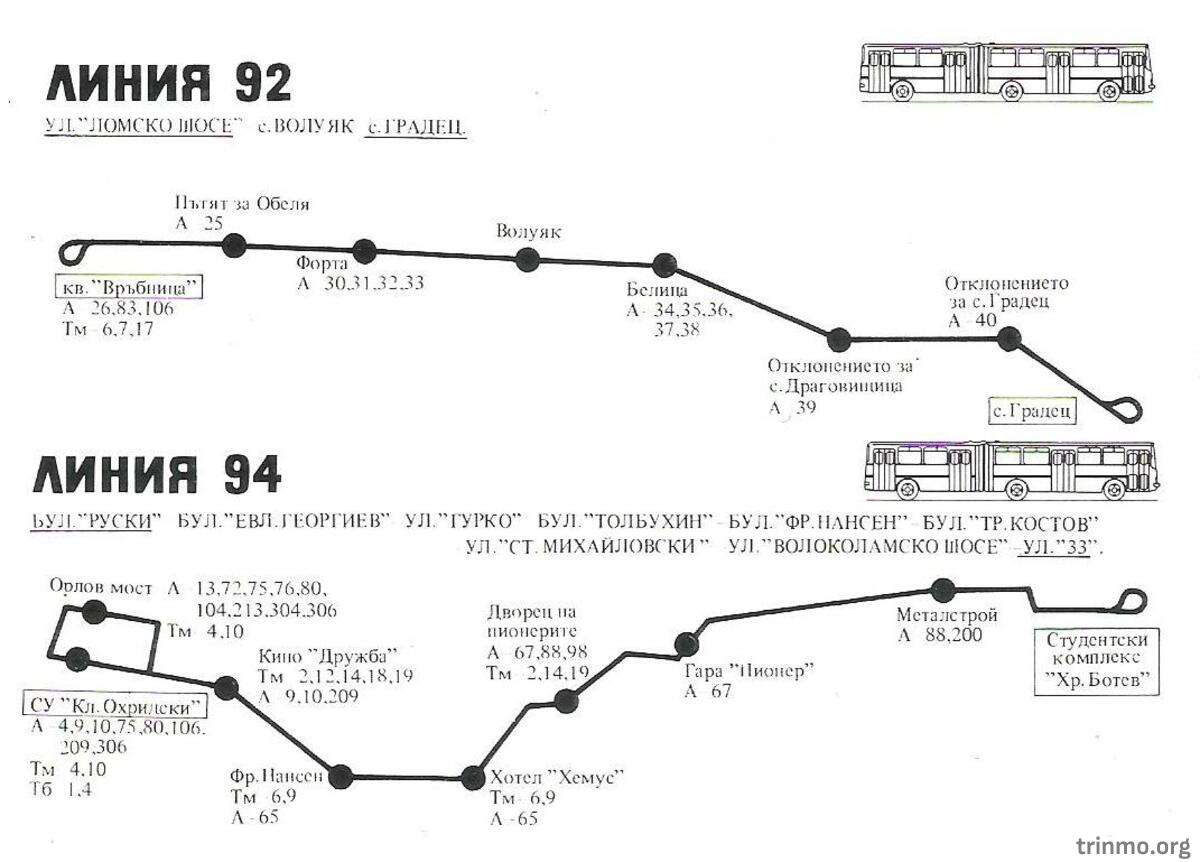 ЛИНИЯ 92
УЛ."ЛОМСКО ШОСЕ" с.ВОЛУЯК с.ГРАДЕЦ.
Пътят за Обеля
А 25
Волуяк
Форта
А 30,31,32,33
кв."Връбница"
А 26,83,106
Тм - 6,7,17
Белица
А - 34,35,36,
37,38
Отклонението
за с.Градец
А - 40
Отклонението за
с.Драговищица
А 39
с.Градец
ЛИНИЯ 94
БУЛ."РУСКИ" БУЛ."ЕВЛ.ГЕОРГИЕВ" УЛ."ГУРКО" БУЛ."ТОЛБУХИН" - БУЛ."ФР.НАНСЕН" - БУЛ."ТР.КОСТОВ"
УЛ."СТ.МИХАЙЛОВСКИ" УЛ."ВОЛОКОЛАМСКО ШОСЕ" - УЛ."33".
Орлов мост А - 13,72,75,76,80,
104,213,304,306
Тм 4,10
Кино "Дружба"
Тм 2,12,14,18,19
А 9,10,209
СУ "Кл.Охридски"
А - 4,9,10,75,80,106,
209,306
Тм 4,10
Тб 1,4
Фр.Нансен
Тм - 6,9
А - 65
Хотел "Хемус"
Тм - 6,9
А - 65
Дворец на
пионерите
А - 67,88,98
Тм - 2,14,19
Гара "Пионер"
А - 67
Металстрой
А 88,200
Студентски
комплекс
"Хр.Ботев"
trinmo.org